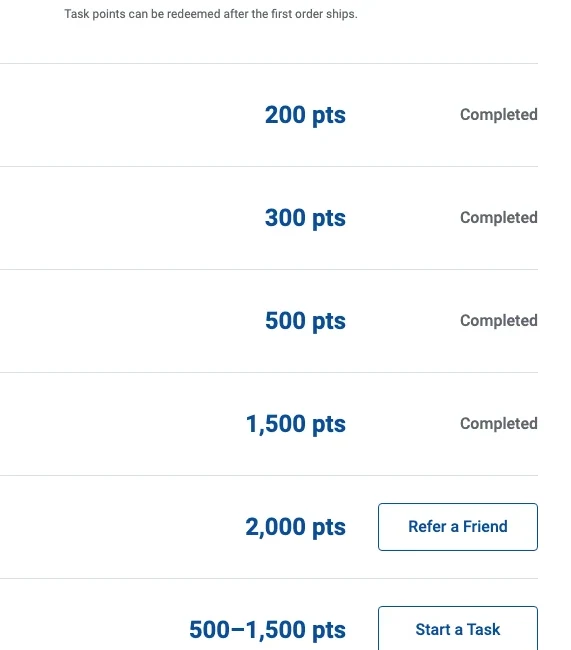 Task points can be redeemed after the first order ships.
200 pts Completed
300 pts Completed
500 pts Completed
1,500 pts Completed
2,000 pts Refer a Friend
500–1,500 pts Start a Task